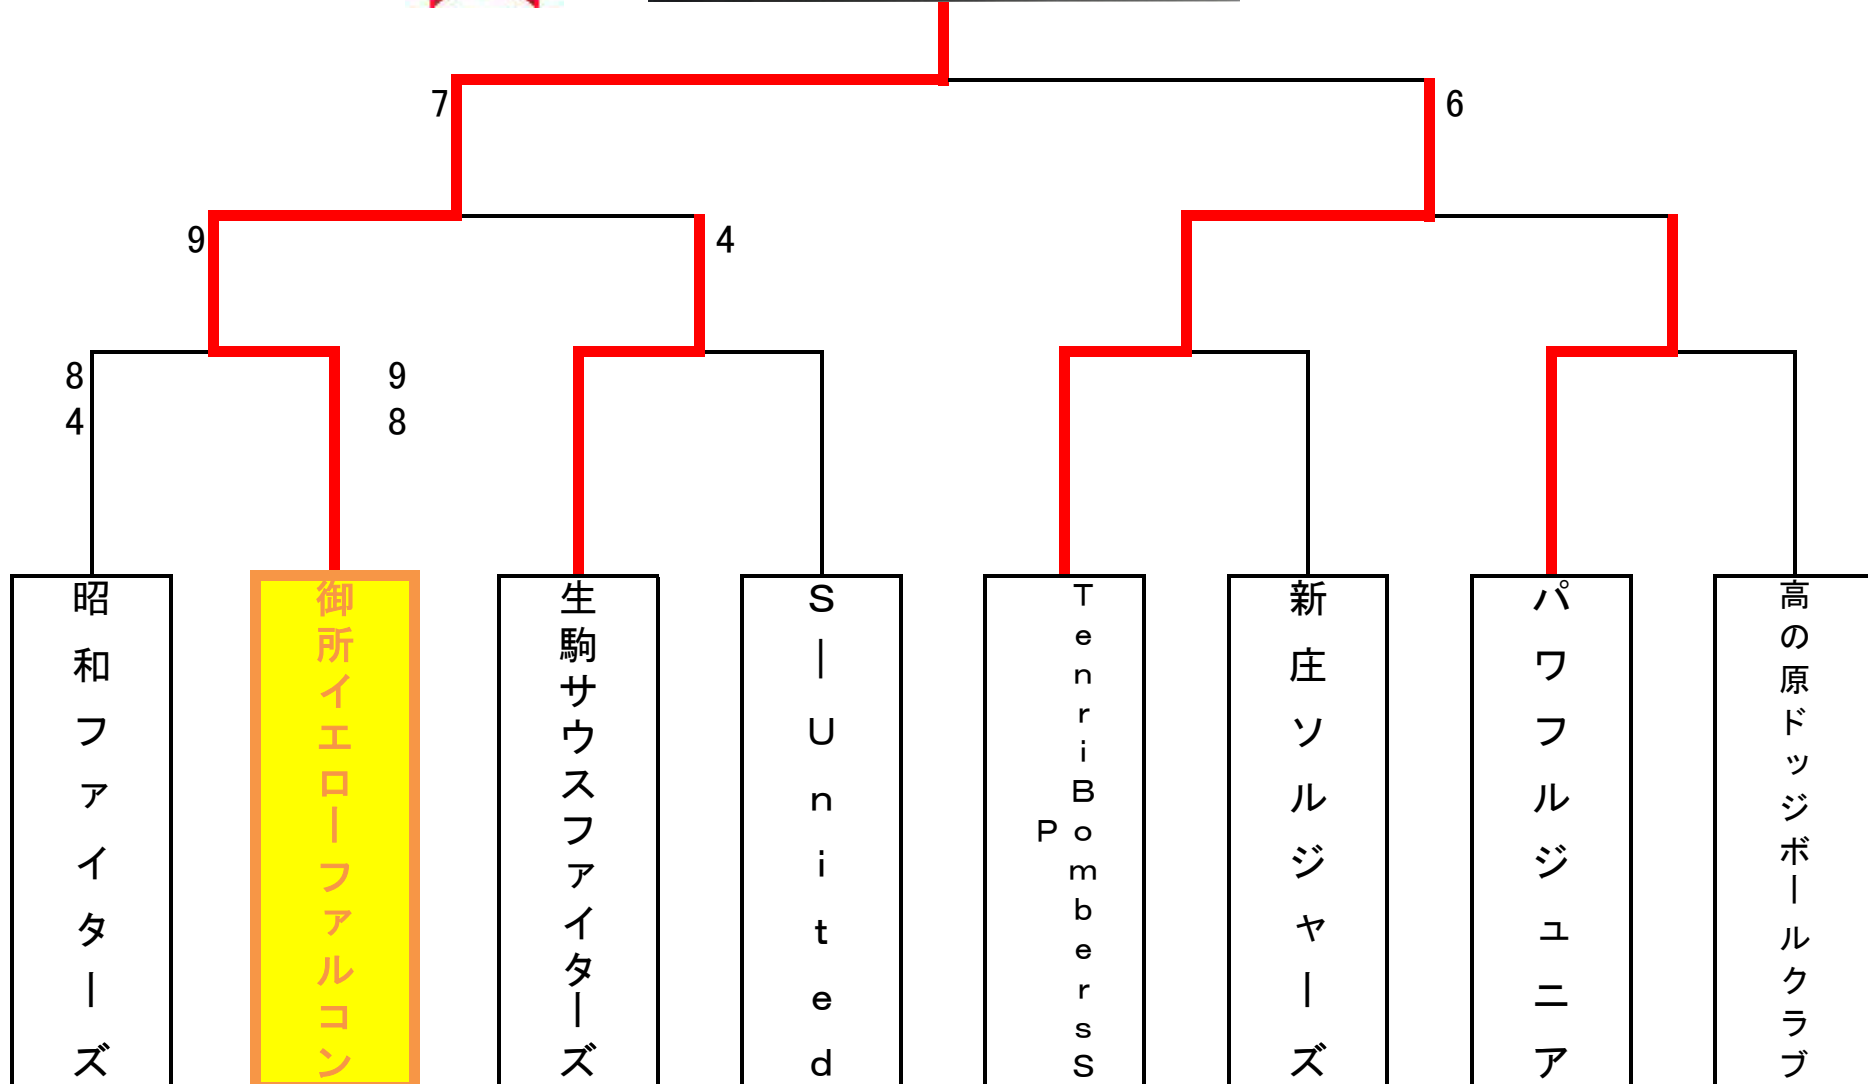 7
6
9
4
8
4
9
8
昭和ファイターズ
御所イエローファルコン
生駒サウスファイターズ
S－United
TenriBombersS
P
新庄ソルジャーズ
パワフルジュニア
高の原ドッジボールクラブ